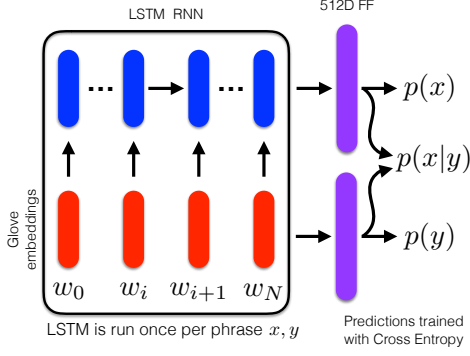 LSTM RNN
512D FF
... ...
p(x)
p(x|y)
p(y)
Glove
embeddings
w_0 w_i w_{i+1} w_N
LSTM is run once per phrase x, y
Predictions trained
with Cross Entropy